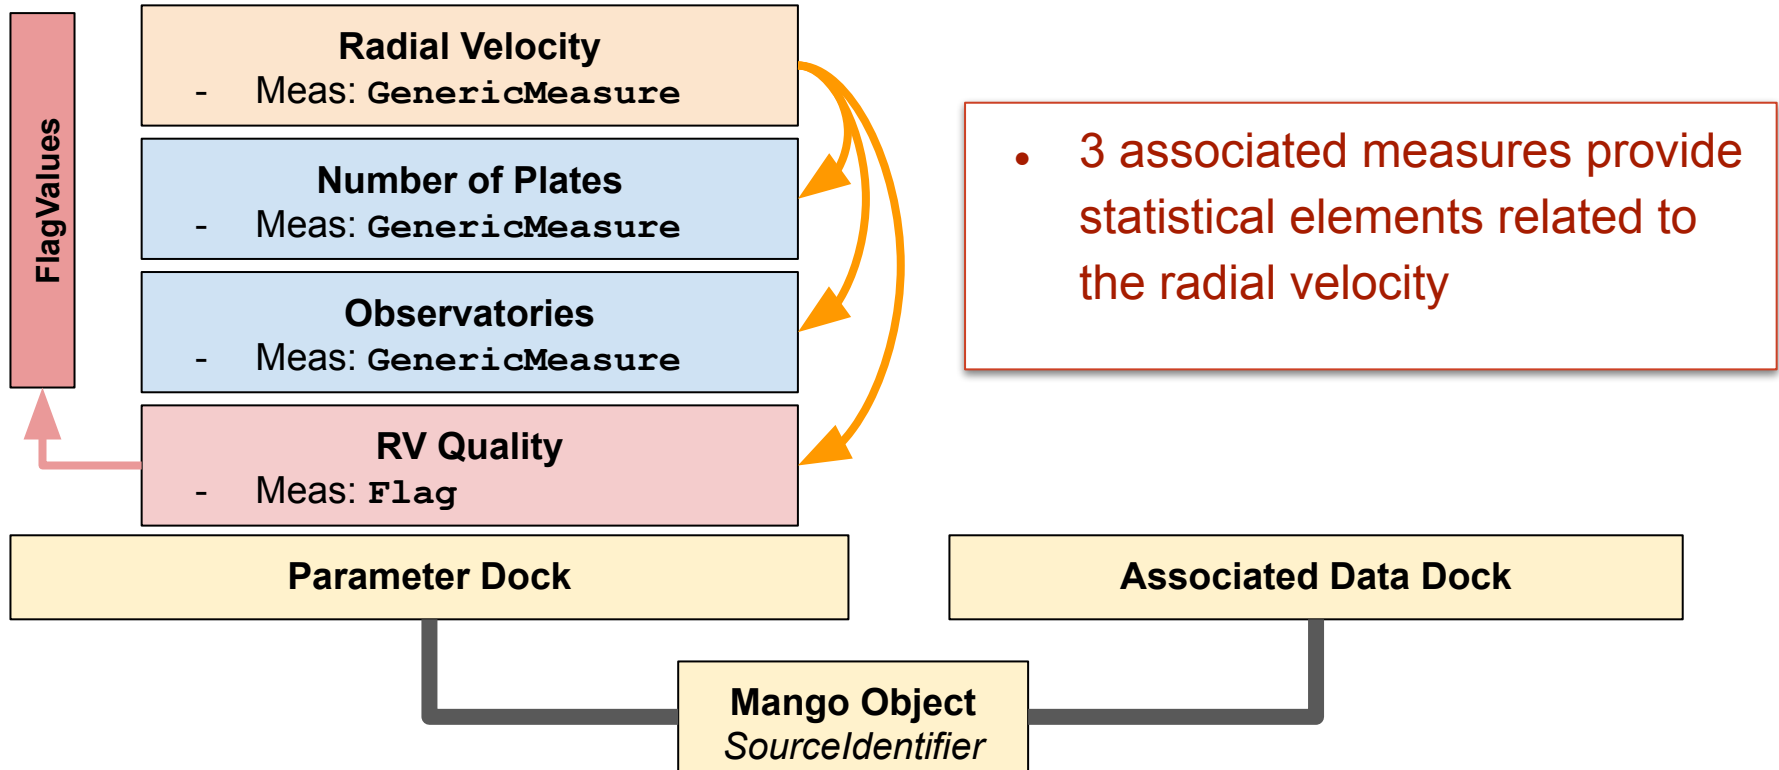 FlagValues
Radial Velocity
- Meas: GenericMeasure
Number of Plates
- Meas: GenericMeasure
Observatories
- Meas: GenericMeasure
RV Quality
- Meas: Flag
• 3 associated measures provide
statistical elements related to
the radial velocity
Parameter Dock
Associated Data Dock
Mango Object
SourceIdentifier